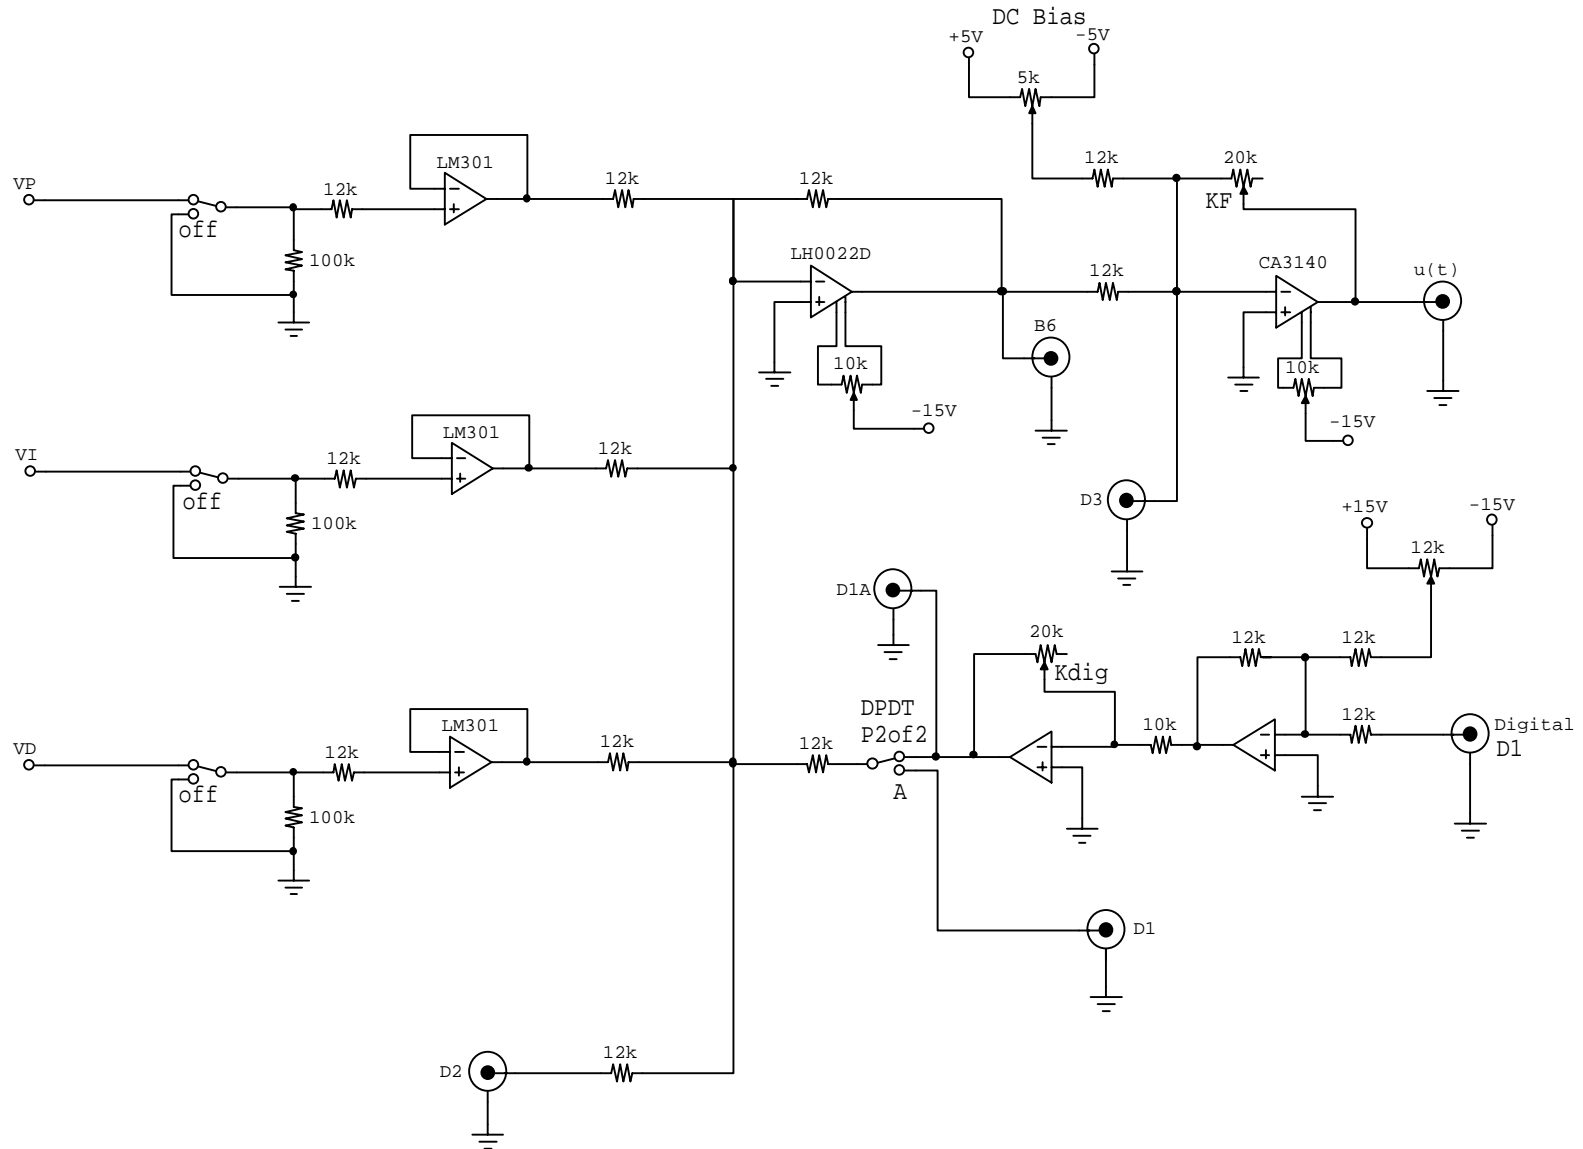 DC Bias
+5V
-5V
5k
12k
20k
KF
LM301
VP
12k
12k
12k
off
100k
LH0022D
12k
CA3140
u(t)
B6
10k
-15V
10k
-15V
LM301
VI
12k
12k
off
100k
D3
+15V
-15V
12k
D1A
20k
Kdig
12k
12k
LM301
VD
12k
12k
off
100k
DPDT
P2of2
12k
A
10k
12k
Digital
D1
D1
D2
12k